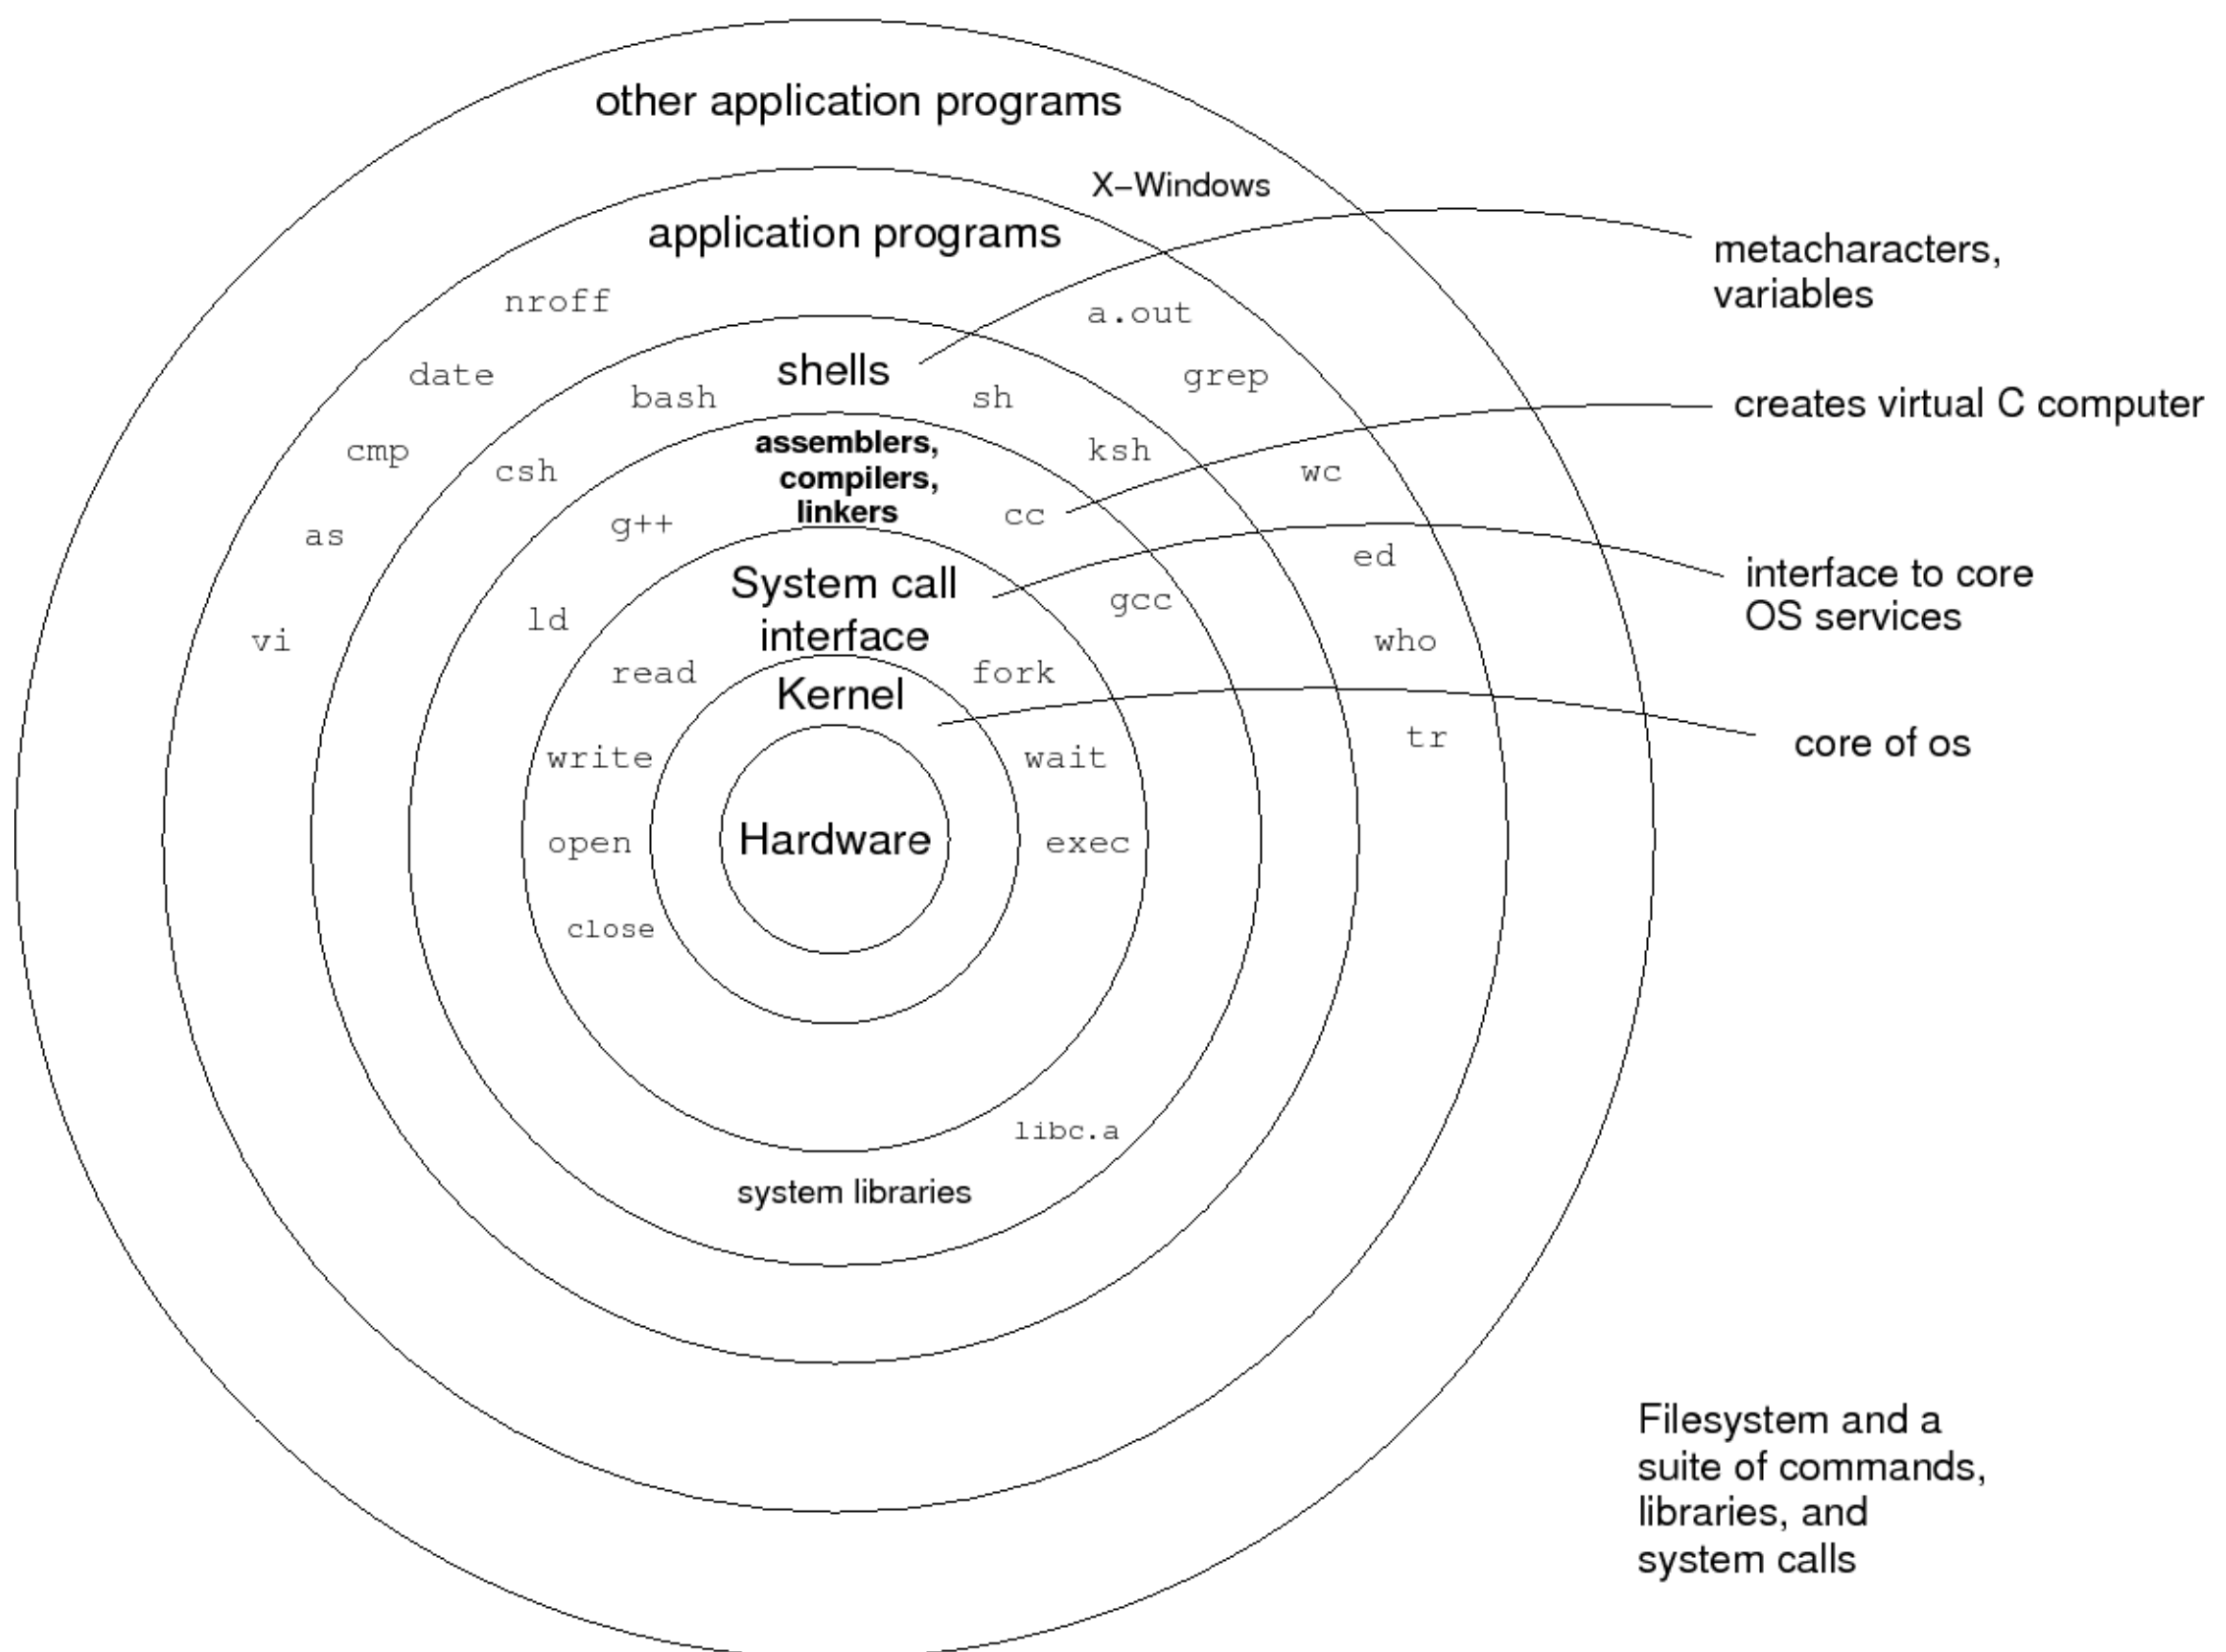 other application programs
X–Windows
application programs
metacharacters,
variables
nroff
a.out
shells
date
grep
bash
sh
creates virtual C computer
assemblers,
compilers,
linkers
cmp
csh
ksh
wc
g++
cc
as
ed
System call
interface
interface to core
OS services
ld
gcc
vi
who
read
fork
Kernel
tr
core of os
write
wait
Hardware
open
exec
close
libc.a
system libraries
Filesystem and a
suite of commands,
libraries, and
system calls